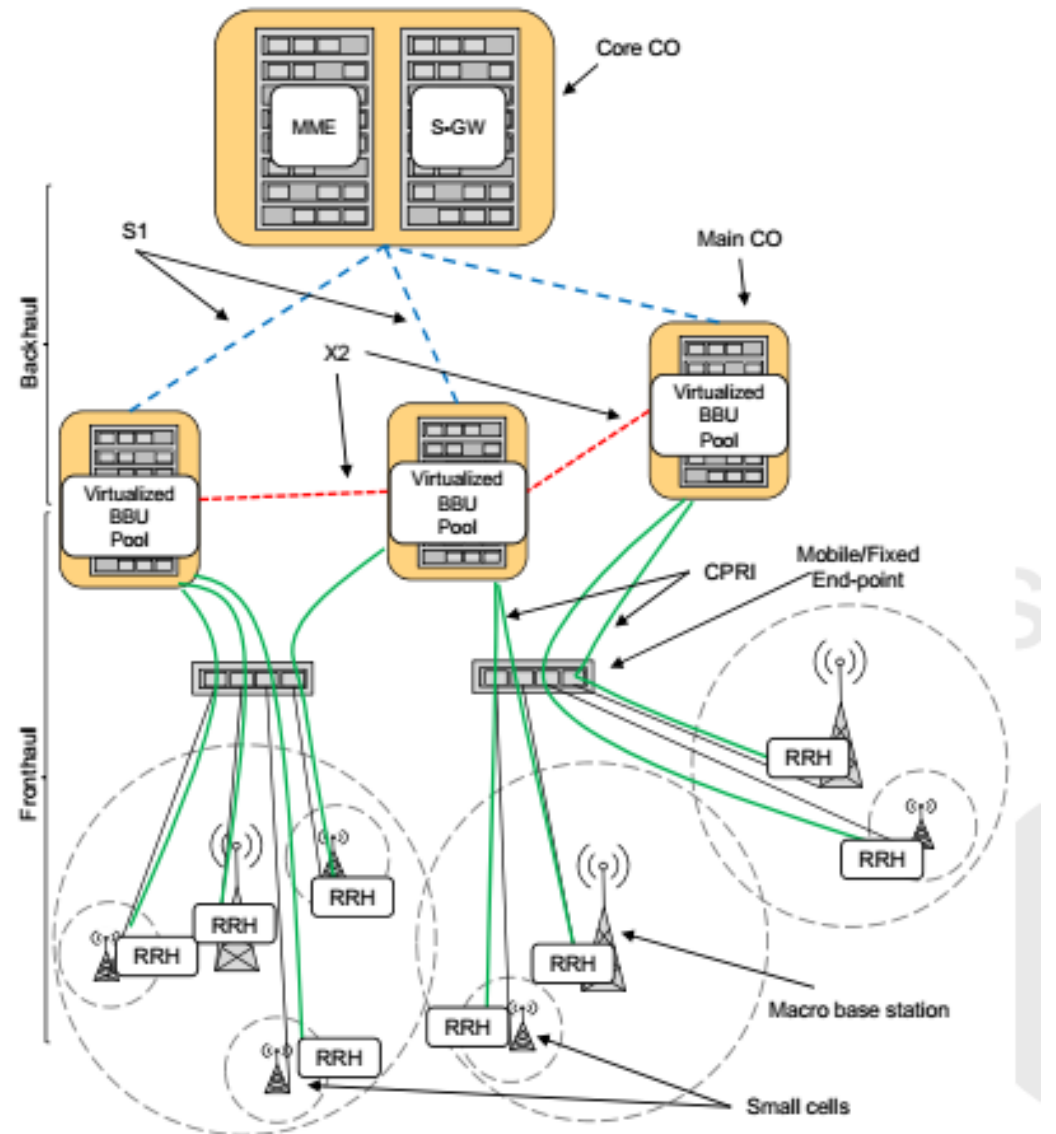 Core CO
MME
S-GW
S1
Main CO
Backhaul
X2
Virtualized
BBU
Pool
Virtualized
BBU
Pool
Virtualized
BBU
Pool
CPRI
Mobile/Fixed
End-point
Fronthaul
RRH
RRH
RRH
RRH
RRH
RRH
RRH
RRH
Macro base station
Small cells